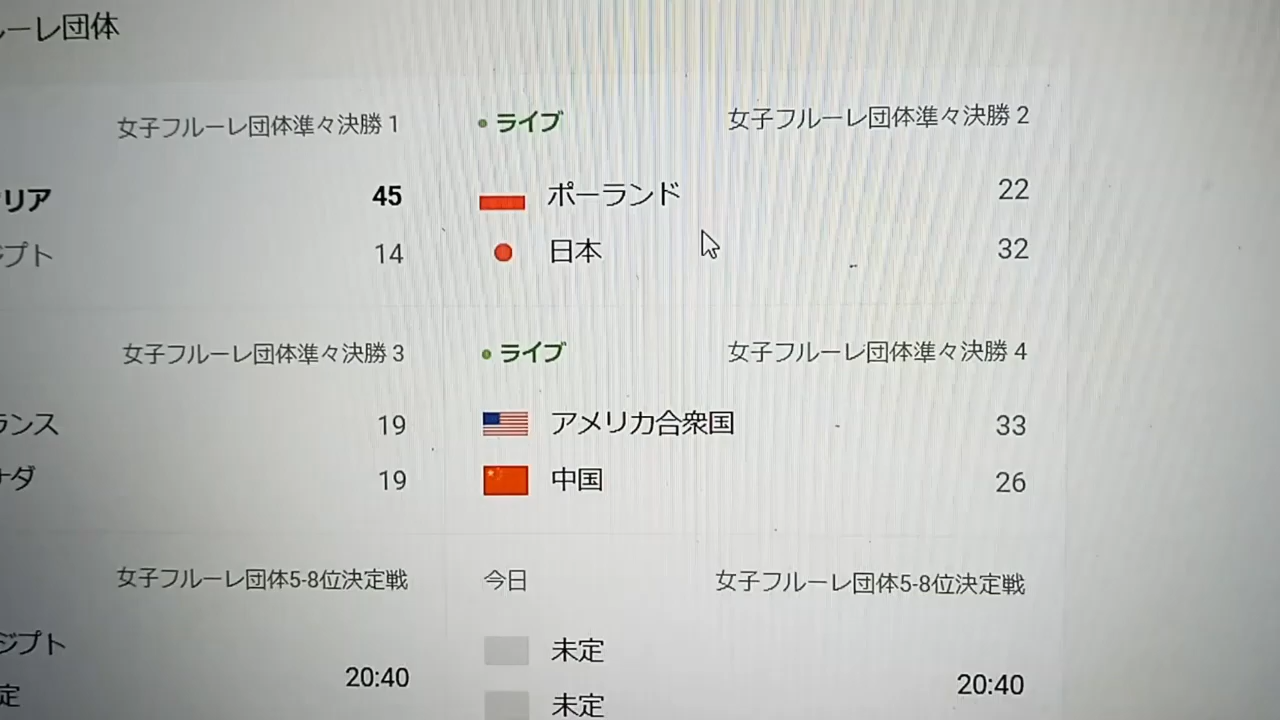 ルーレ団体
女子フルーレ団体準々決勝 1
リア 45
ジプト 14
ライブ 女子フルーレ団体準々決勝 2
ポーランド 22
日本 32
女子フルーレ団体準々決勝 3
ランス 19
ナダ 19
ライブ 女子フルーレ団体準々決勝 4
アメリカ合衆国 33
中国 26
女子フルーレ団体5-8位決定戦
ジプト
定
20:40
今日 女子フルーレ団体5-8位決定戦
未定
未定
20:40